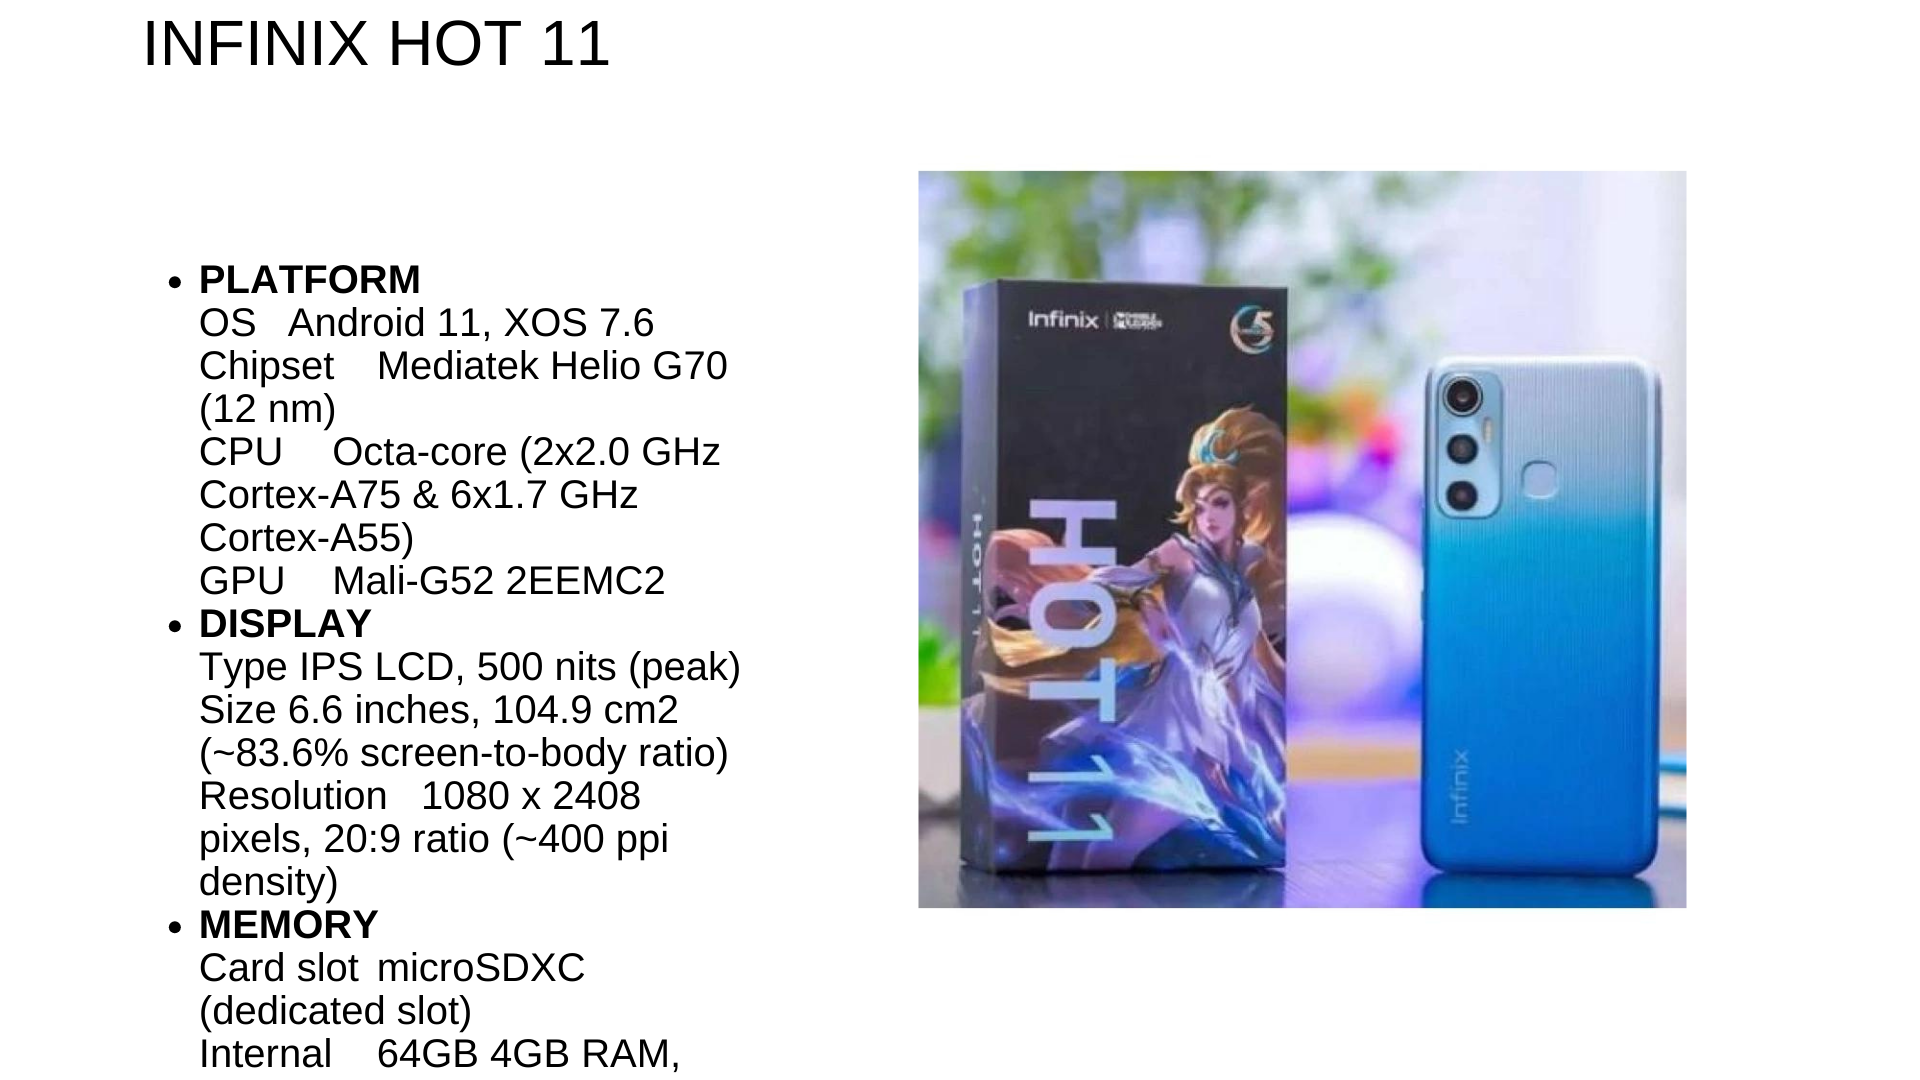 INFINIX HOT 11
PLATFORM
OS Android 11, XOS 7.6
Chipset Mediatek Helio G70
(12 nm)
CPU Octa-core (2x2.0 GHz
Cortex-A75 & 6x1.7 GHz
Cortex-A55)
GPU Mali-G52 2EEMC2
DISPLAY
Type IPS LCD, 500 nits (peak)
Size 6.6 inches, 104.9 cm2
(~83.6% screen-to-body ratio)
Resolution 1080 x 2408
pixels, 20:9 ratio (~400 ppi
density)
MEMORY
Card slot microSDXC
(dedicated slot)
Internal 64GB 4GB RAM,
Infinix
5
HOT 11
HOT 11
Infinix